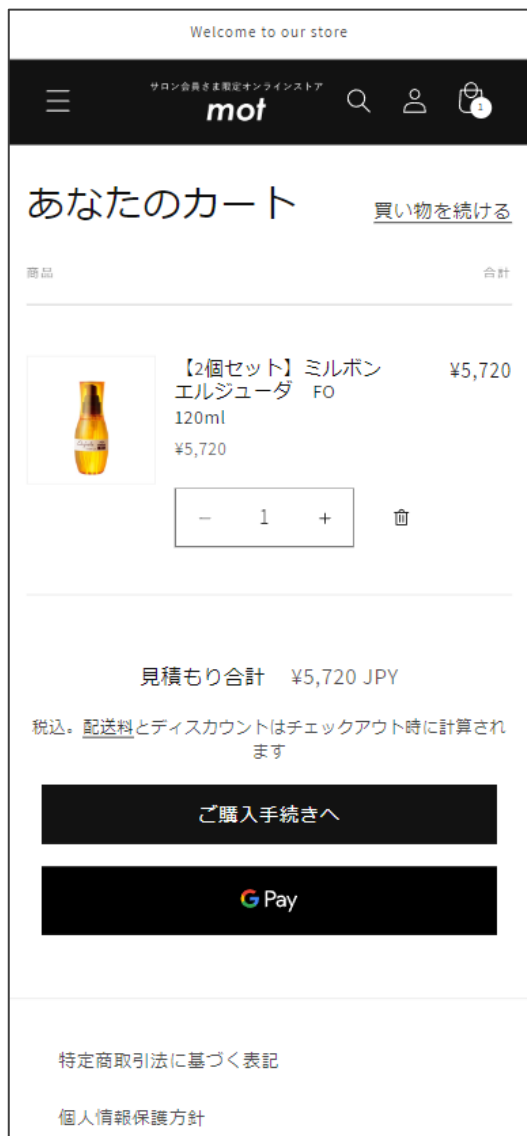 Welcome to our store
サロン会員さま限定オンラインストア
mot
1
あなたのカート
買い物を続ける
商品 合計
【2個セット】ミルボン ¥5,720
エルジューダ　FO
120ml
¥5,720
− 1 +
見積もり合計 ¥5,720 JPY
税込。配送料とディスカウントはチェックアウト時に計算され
ます
ご購入手続きへ
G Pay
特定商取引法に基づく表記
個人情報保護方針